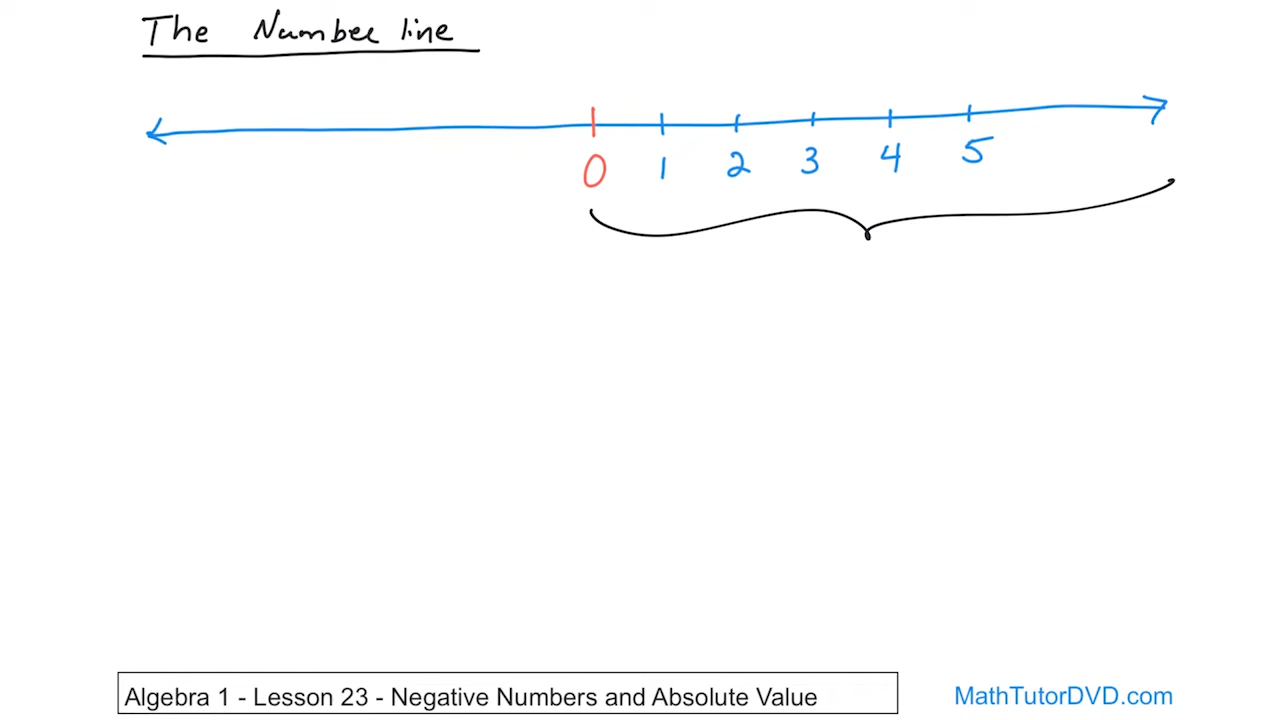 The Number line
0 1 2 3 4 5
Algebra 1 - Lesson 23 - Negative Numbers and Absolute Value
MathTutorDVD.com